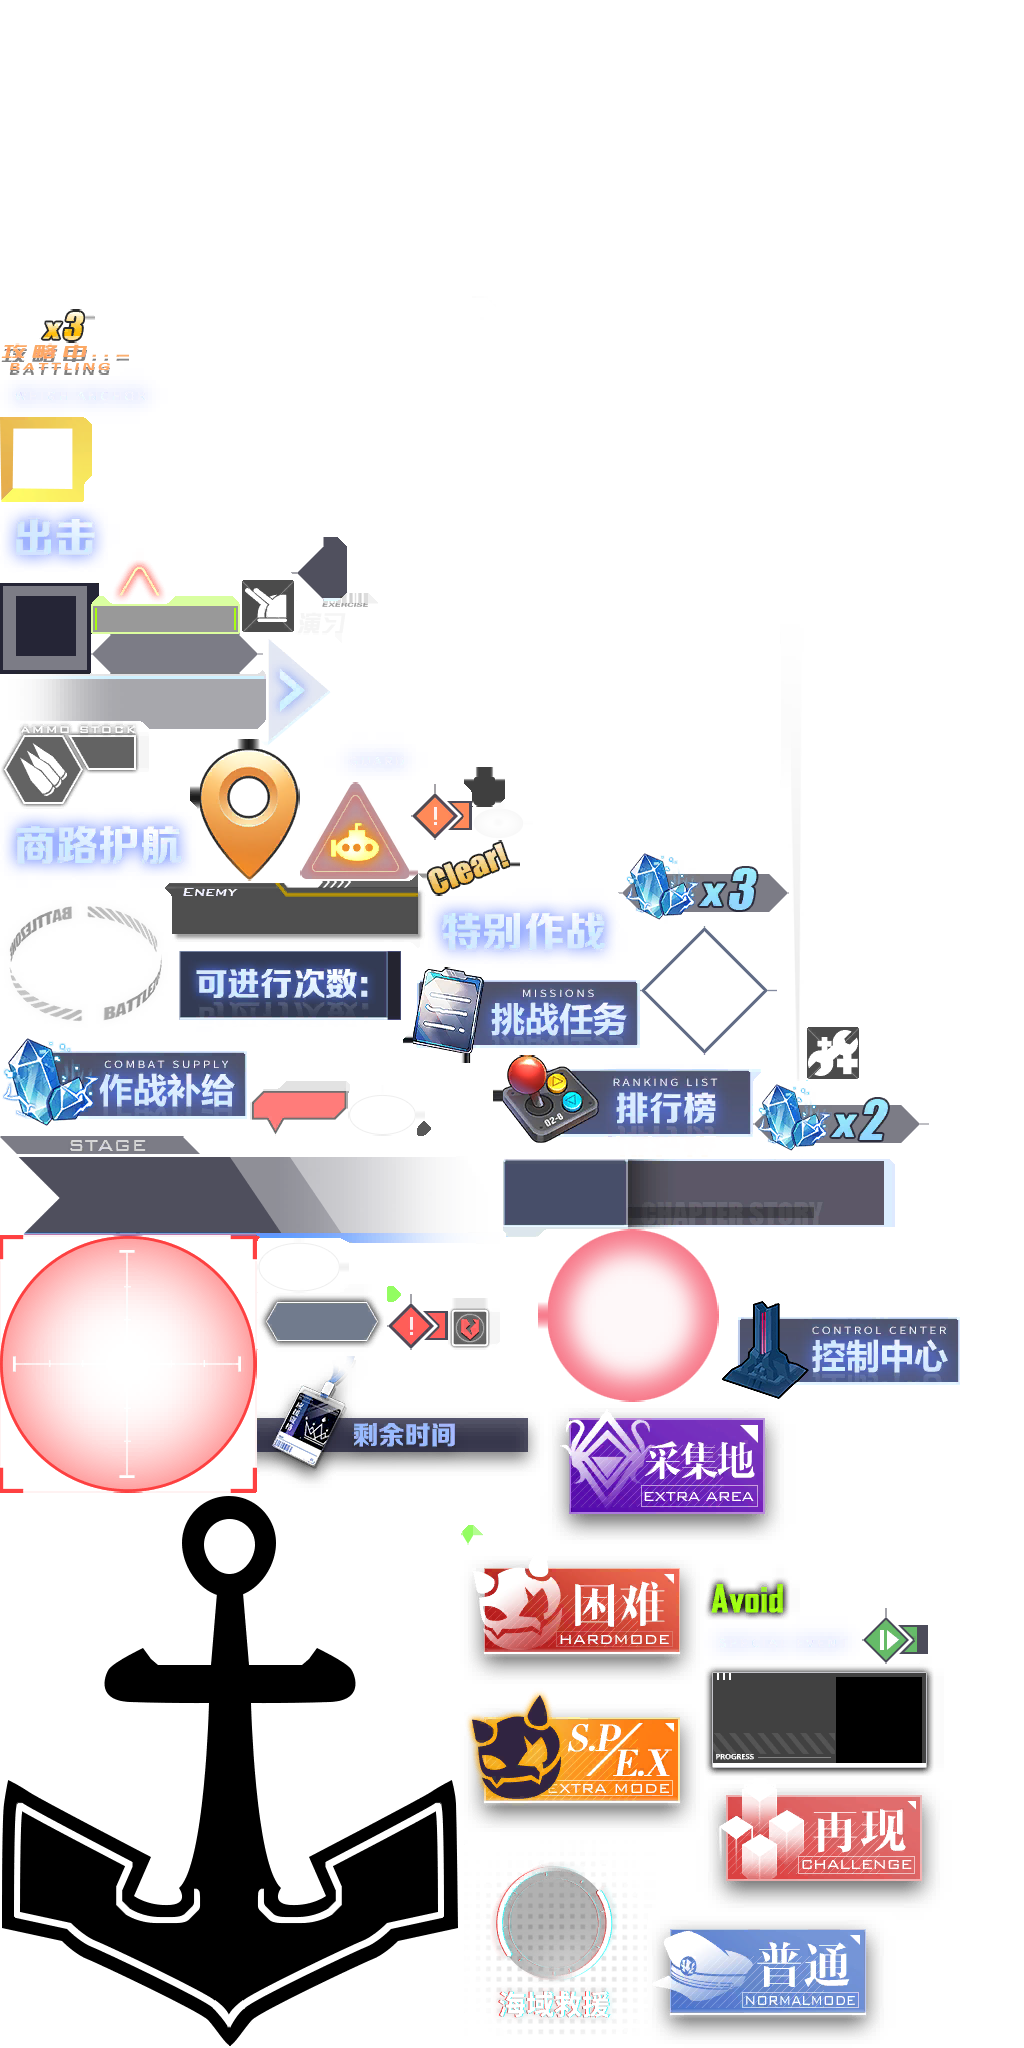 x3
攻略中...
BATTLING
出击
EXERCISE
演习
AMMO STOCK
商路护航
Clear!
ENEMY
x3
特别作战
BATTLE
可进行次数:
MISSIONS
挑战任务
COMBAT SUPPLY
作战补给
RANKING LIST
排行榜
02-8
x2
STAGE
CHAPTER STORY
CONTROL CENTER
控制中心
剩余时间
采集地
EXTRA AREA
困难
HARDMODE
Avoid
S.P/E.X
EXTRA MODE
PROGRESS
再现
CHALLENGE
海域救援
普通
NORMALMODE